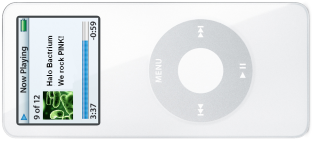 Now Playing
9 of 12
Halo Bactrium
We rock PINK!
3:37
-0:59
MENU